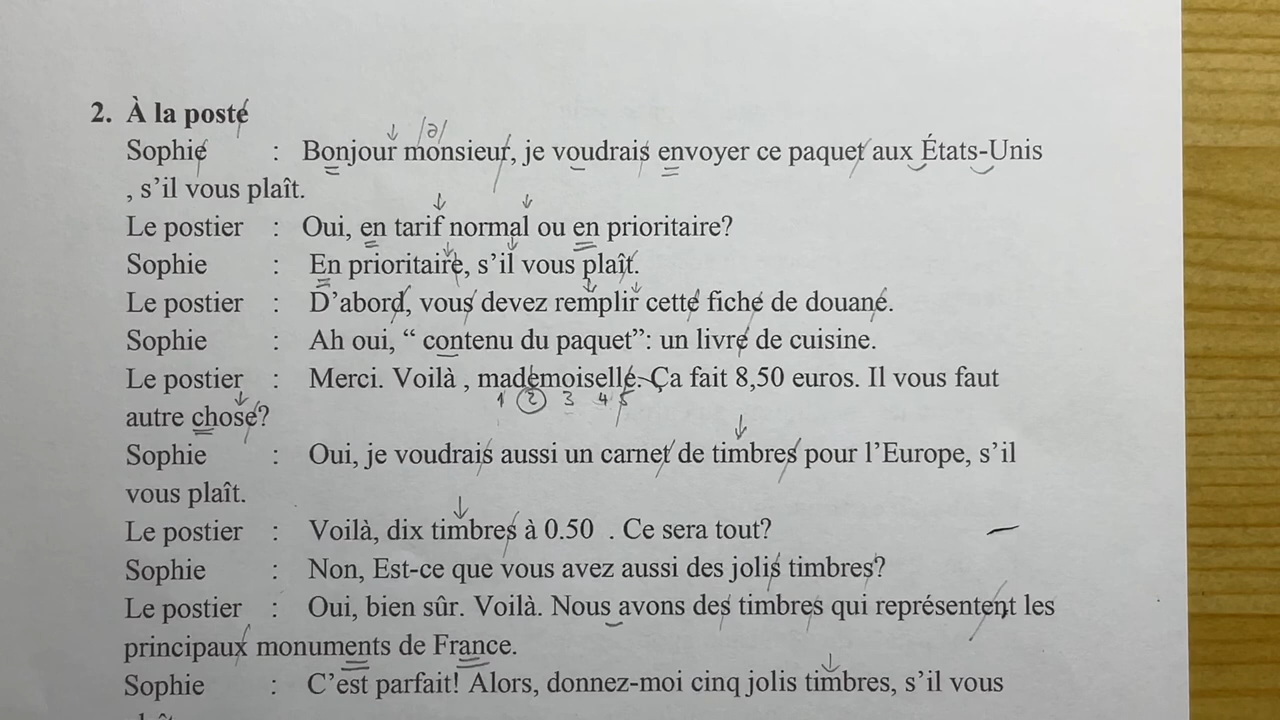 2. À la poste
/ə/
Sophie : Bonjour monsieur, je voudrais envoyer ce paquet aux États-Unis
, s'il vous plaît.
Le postier : Oui, en tarif normal ou en prioritaire?
Sophie : En prioritaire, s'il vous plaît.
Le postier : D'abord, vous devez remplir cette fiche de douane.
Sophie : Ah oui, “ contenu du paquet”: un livre de cuisine.
Le postier : Merci. Voilà , mademoiselle. Ça fait 8,50 euros. Il vous faut
1 2 3 4 5
autre chose?
Sophie : Oui, je voudrais aussi un carnet de timbres pour l'Europe, s'il
vous plaît.
Le postier : Voilà, dix timbres à 0.50 . Ce sera tout?
Sophie : Non, Est-ce que vous avez aussi des jolis timbres?
Le postier : Oui, bien sûr. Voilà. Nous avons des timbres qui représentent les
principaux monuments de France.
Sophie : C'est parfait! Alors, donnez-moi cinq jolis timbres, s'il vous